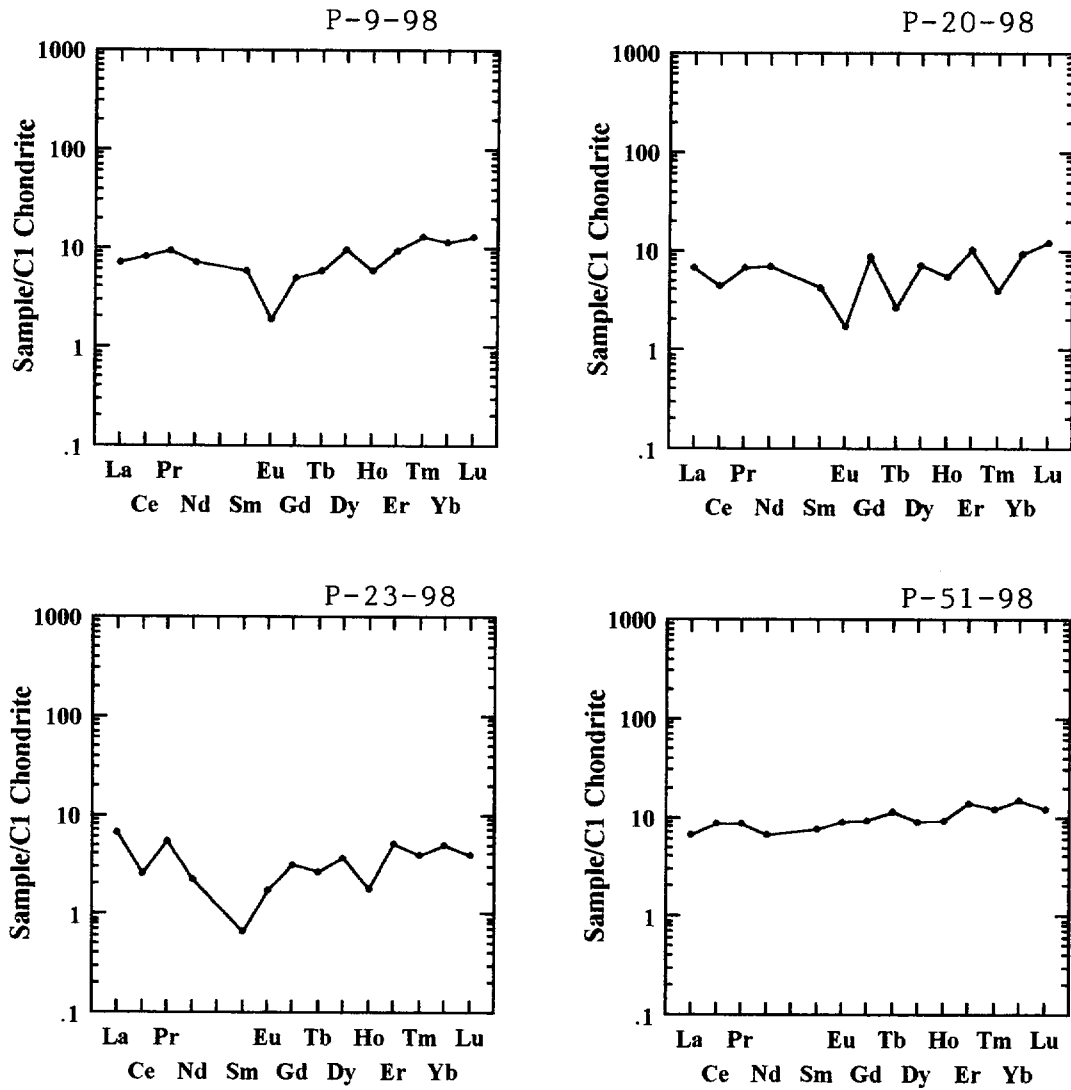 P-9-98
1000
100
10
1
.1
Sample/C1 Chondrite
La Pr Eu Tb Ho Tm Lu
Ce Nd Sm Gd Dy Er Yb
P-20-98
1000
100
10
1
.1
Sample/C1 Chondrite
La Pr Eu Tb Ho Tm Lu
Ce Nd Sm Gd Dy Er Yb
P-23-98
1000
100
10
1
.1
Sample/C1 Chondrite
La Pr Eu Tb Ho Tm Lu
Ce Nd Sm Gd Dy Er Yb
P-51-98
1000
100
10
1
.1
Sample/C1 Chondrite
La Pr Eu Tb Ho Tm Lu
Ce Nd Sm Gd Dy Er Yb